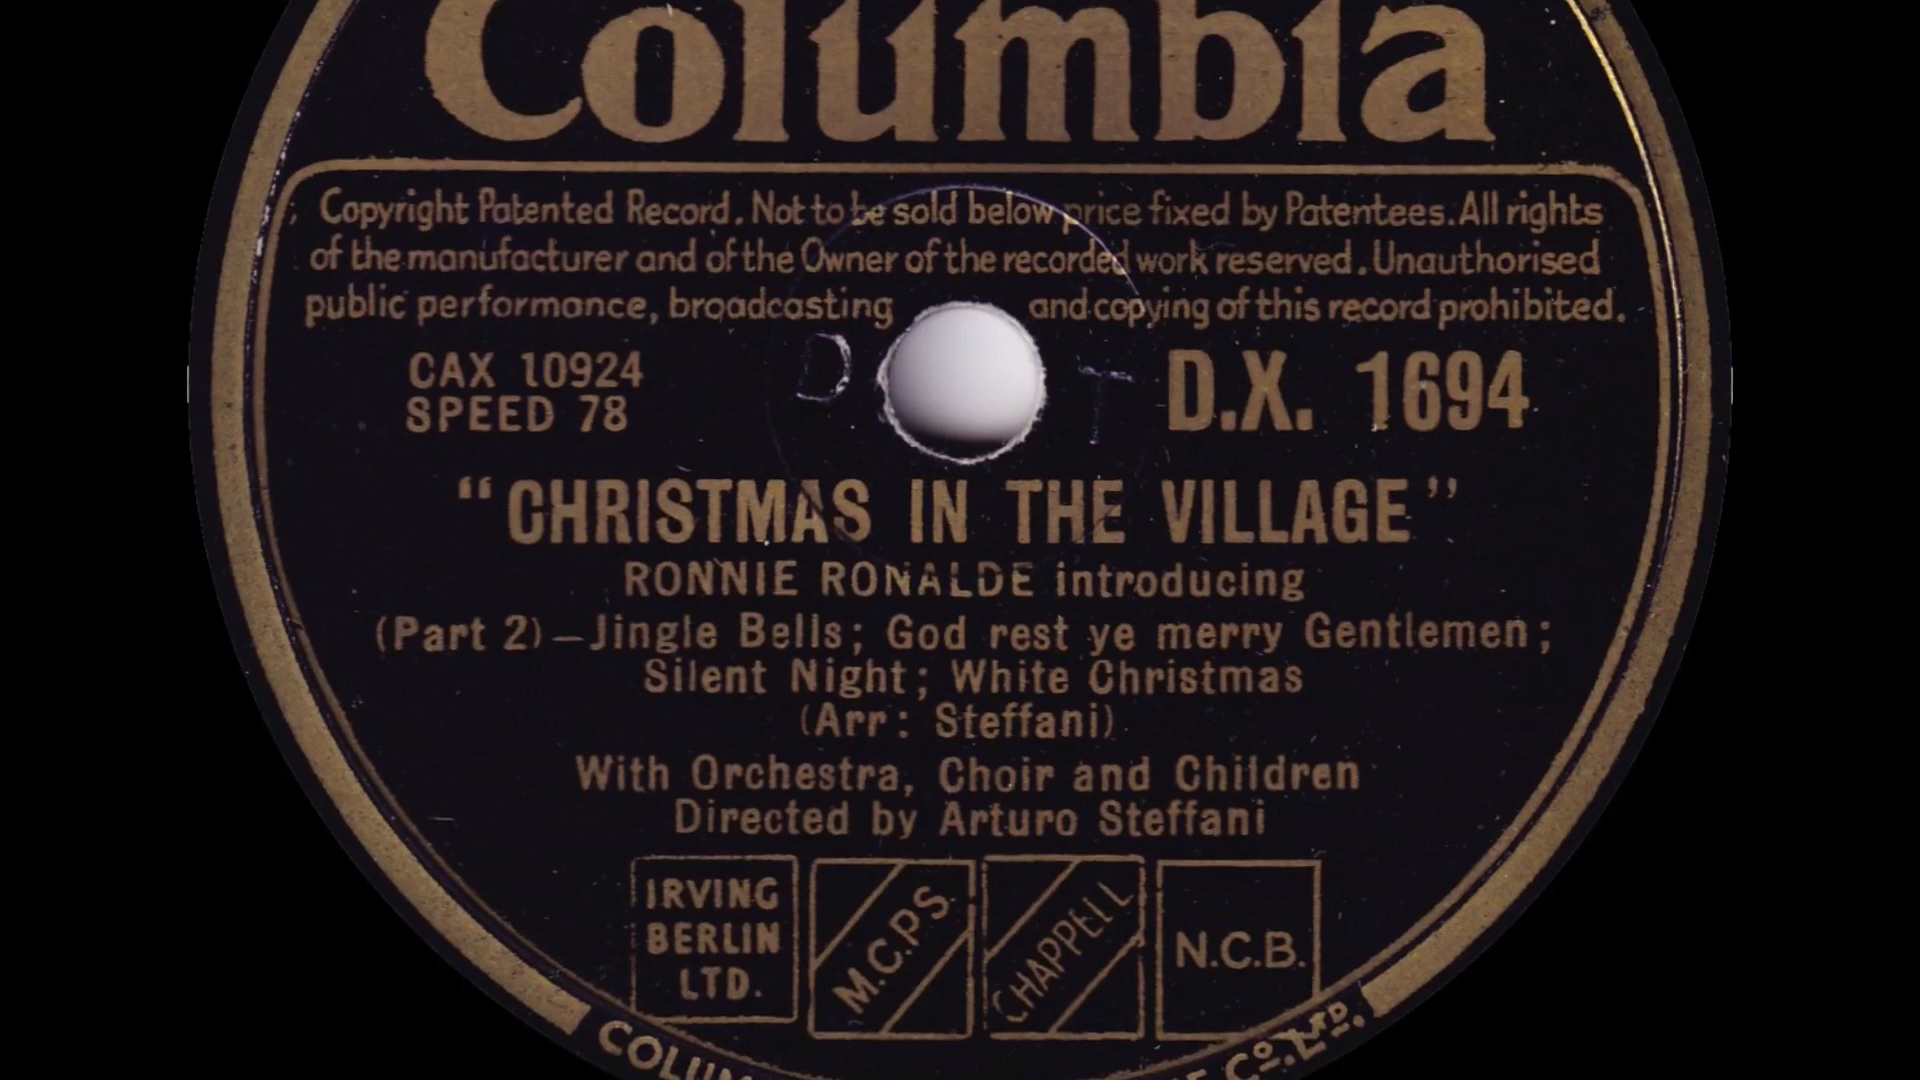 Columbia
Copyright Patented Record. Not to be sold below price fixed by Patentees. All rights
of the manufacturer and of the Owner of the recorded work reserved. Unauthorised
public performance, broadcasting and copying of this record prohibited.
CAX 10924
SPEED 78
D T
D.X. 1694
“CHRISTMAS IN THE VILLAGE”
RONNIE RONALDE introducing
(Part 2)—Jingle Bells; God rest ye merry Gentlemen;
Silent Night; White Christmas
(Arr: Steffani)
With Orchestra, Choir and Children
Directed by Arturo Steffani
IRVING
BERLIN
LTD.
M.C.P.S.
CHAPPELL
N.C.B.
Co. LTD.